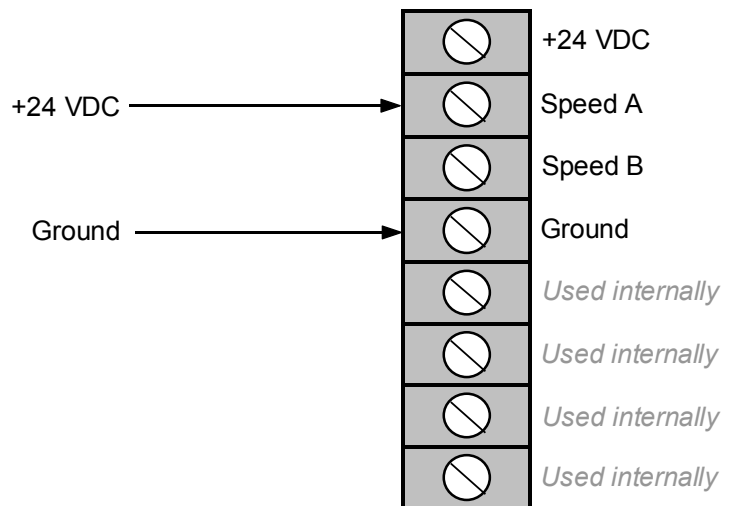 +24 VDC
+24 VDC
Speed A
Speed B
Ground
Ground
Used internally
Used internally
Used internally
Used internally